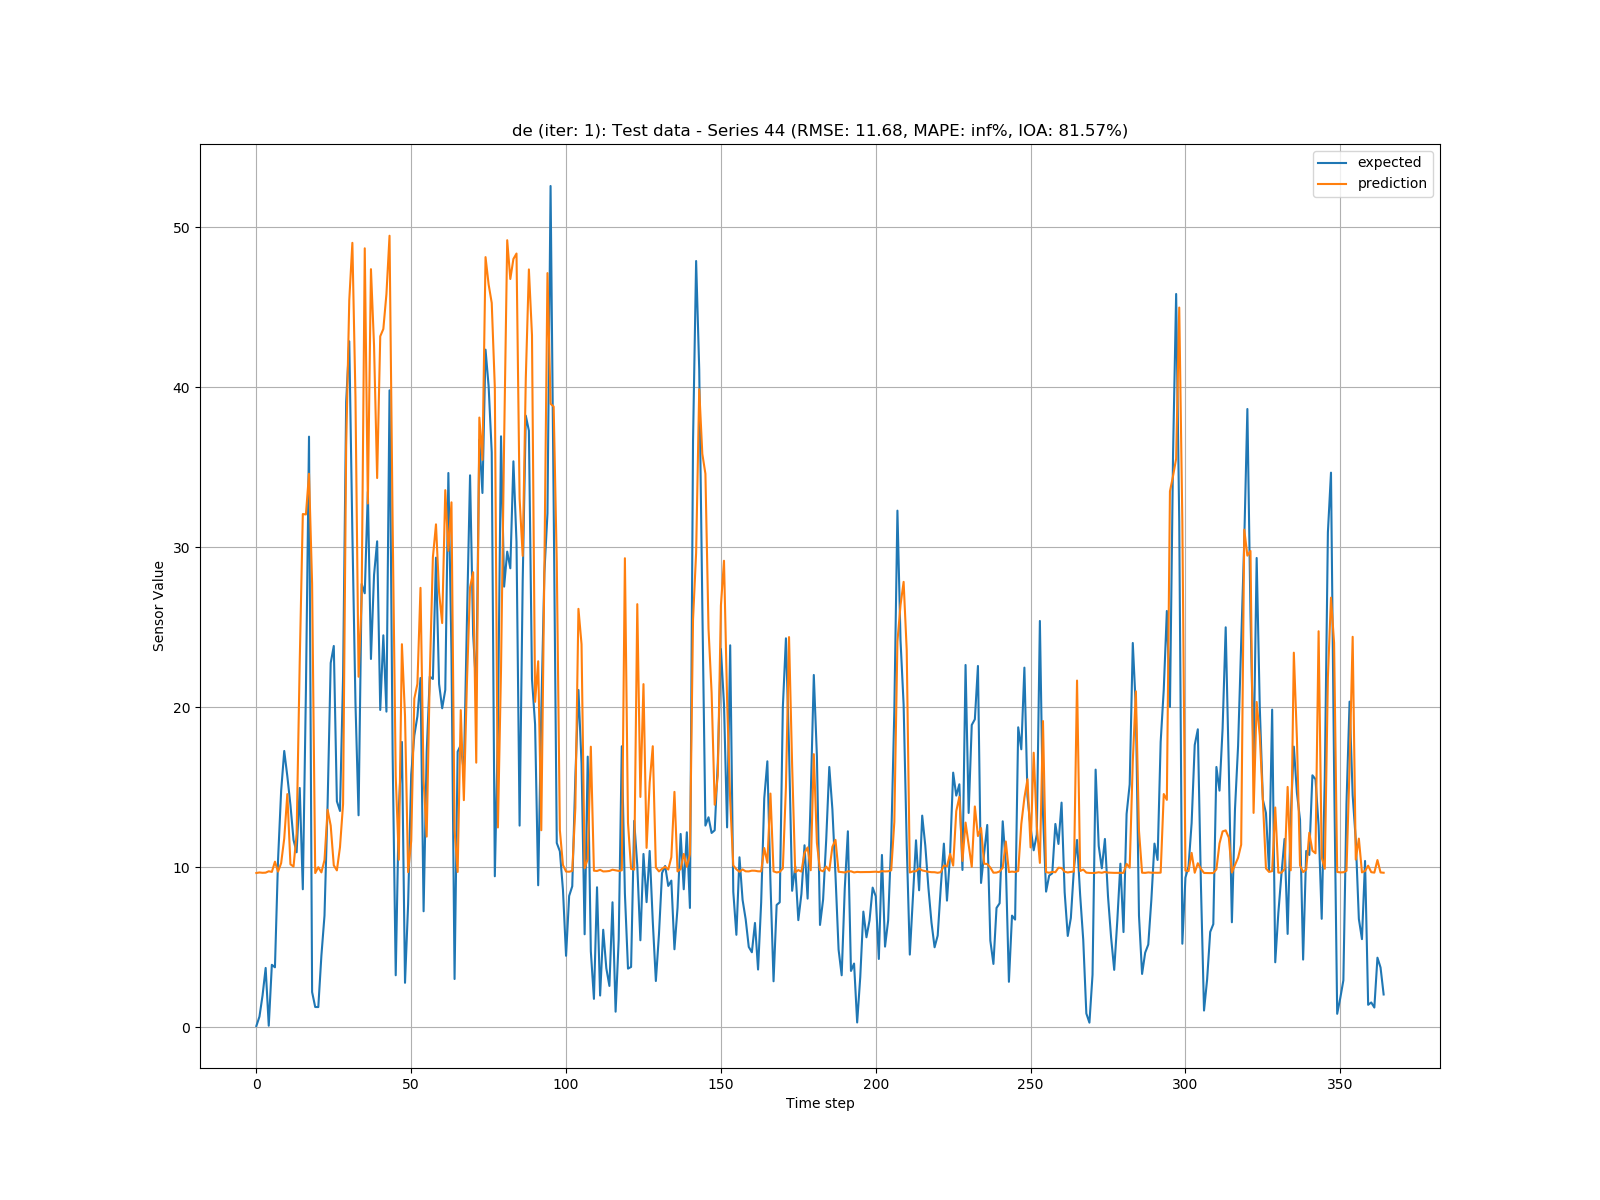 de (iter: 1): Test data - Series 44 (RMSE: 11.68, MAPE: inf%, IOA: 81.57%)
expected
prediction
Sensor Value
50
40
30
20
10
0
0 50 100 150 200 250 300 350
Time step